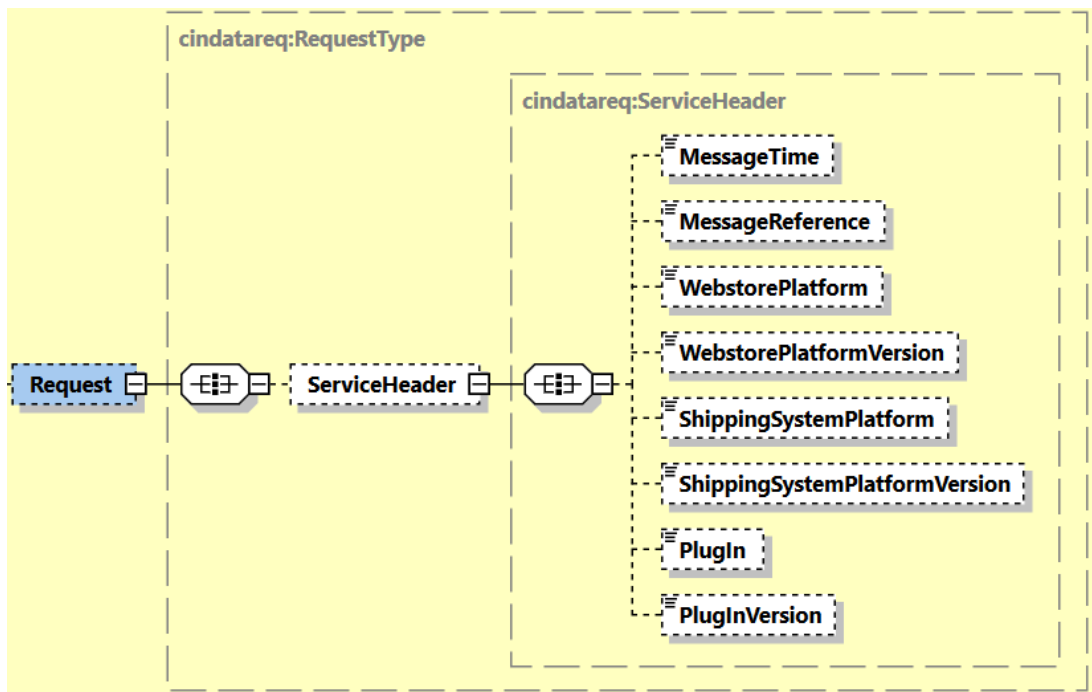 cindatareq:RequestType
cindatareq:ServiceHeader
MessageTime
MessageReference
WebstorePlatform
WebstorePlatformVersion
Request
ServiceHeader
ShippingSystemPlatform
ShippingSystemPlatformVersion
PlugIn
PlugInVersion